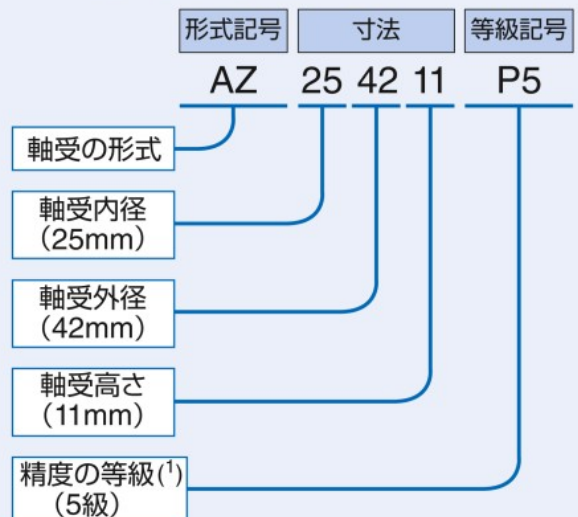 形式記号 寸法 等級記号
AZ 25 42 11 P5
軸受の形式
軸受内径
（25mm）
軸受外径
（42mm）
軸受高さ
（11mm）
精度の等級(¹)
（5級）